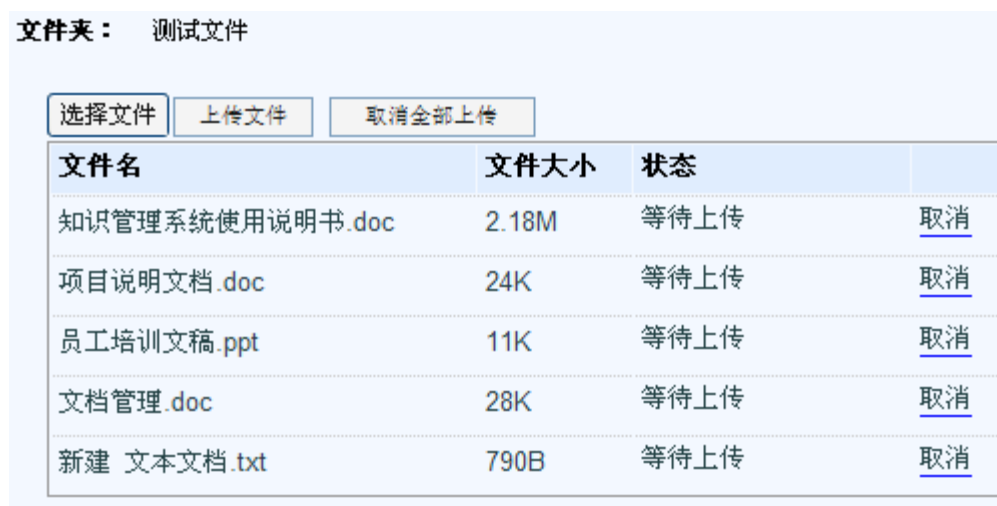 文件夹： 测试文件
选择文件 上传文件 取消全部上传
文件名 文件大小 状态
知识管理系统使用说明书.doc 2.18M 等待上传 取消
项目说明文档.doc 24K 等待上传 取消
员工培训文稿.ppt 11K 等待上传 取消
文档管理.doc 28K 等待上传 取消
新建 文本文档.txt 790B 等待上传 取消